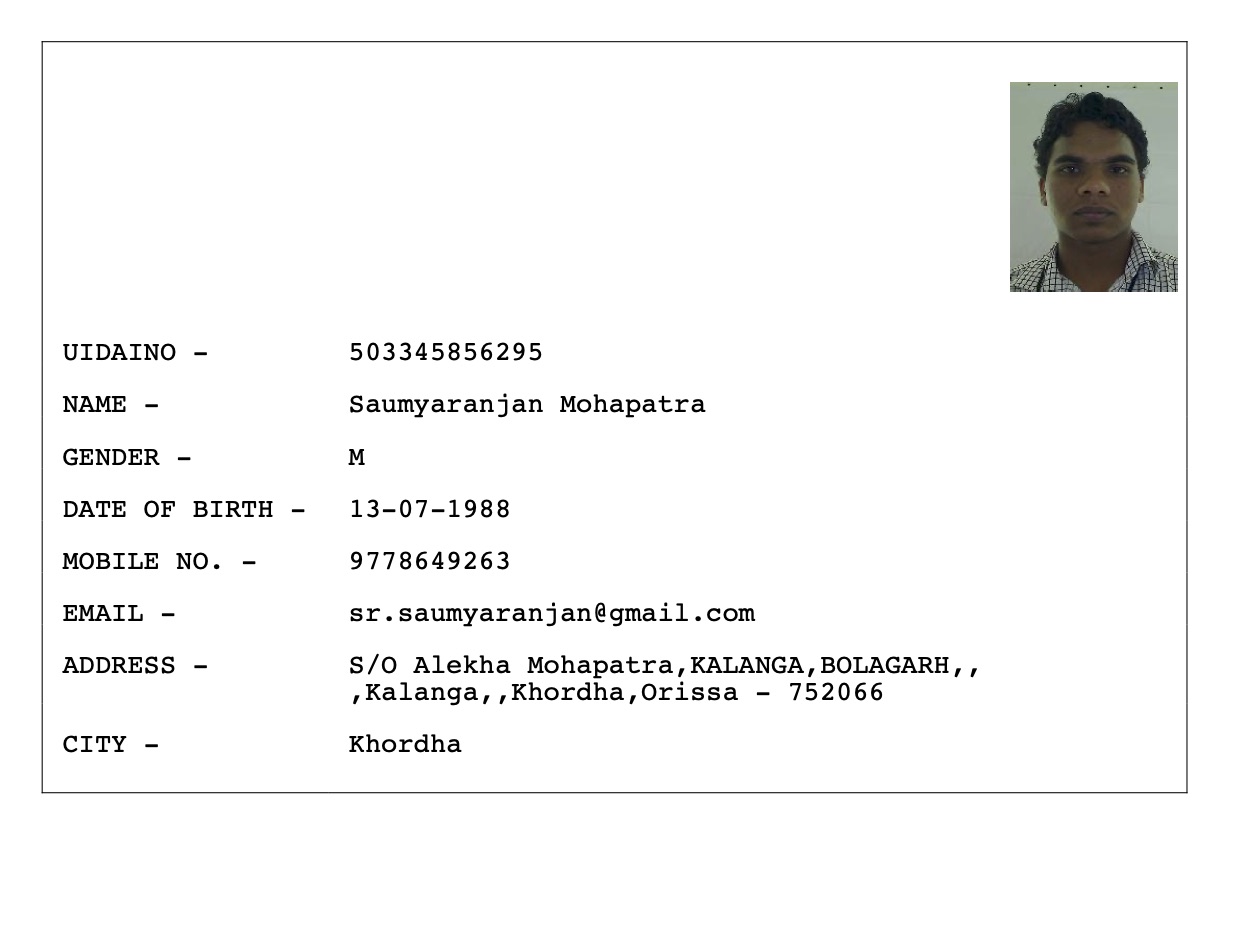 UIDAINO - 503345856295
NAME - Saumyaranjan Mohapatra
GENDER - M
DATE OF BIRTH - 13-07-1988
MOBILE NO. - 9778649263
EMAIL - sr.saumyaranjan@gmail.com
ADDRESS - S/O Alekha Mohapatra,KALANGA,BOLAGARH,,
,Kalanga,,Khordha,Orissa - 752066
CITY - Khordha